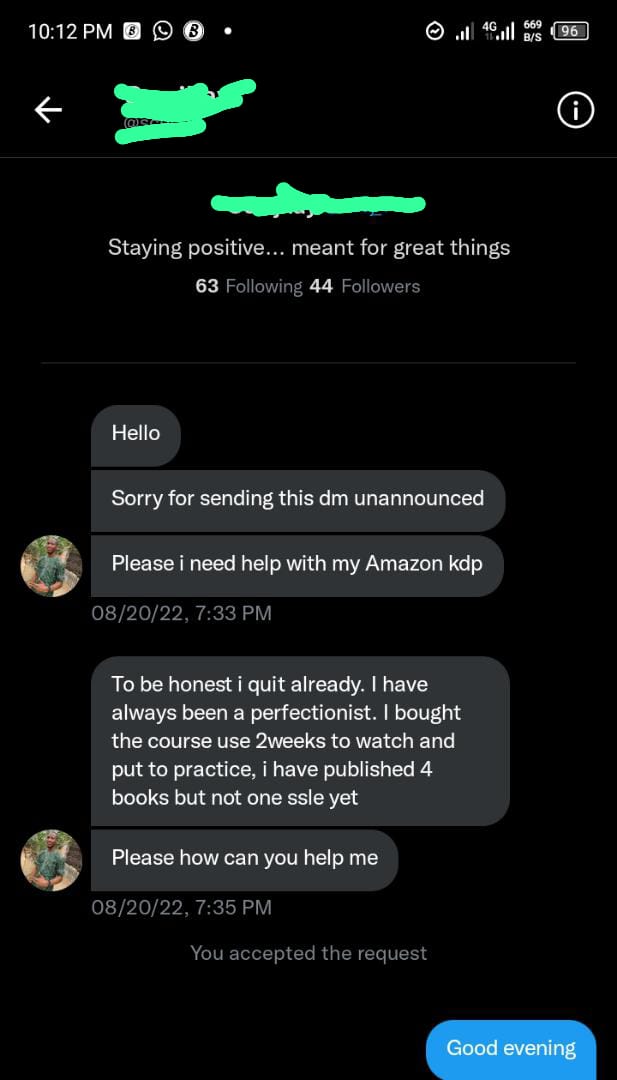 10:12 PM
4G
669
B/S
96
Staying positive... meant for great things
63 Following 44 Followers
Hello
Sorry for sending this dm unannounced
Please i need help with my Amazon kdp
08/20/22, 7:33 PM
To be honest i quit already. I have
always been a perfectionist. I bought
the course use 2weeks to watch and
put to practice, i have published 4
books but not one ssle yet
Please how can you help me
08/20/22, 7:35 PM
You accepted the request
Good evening